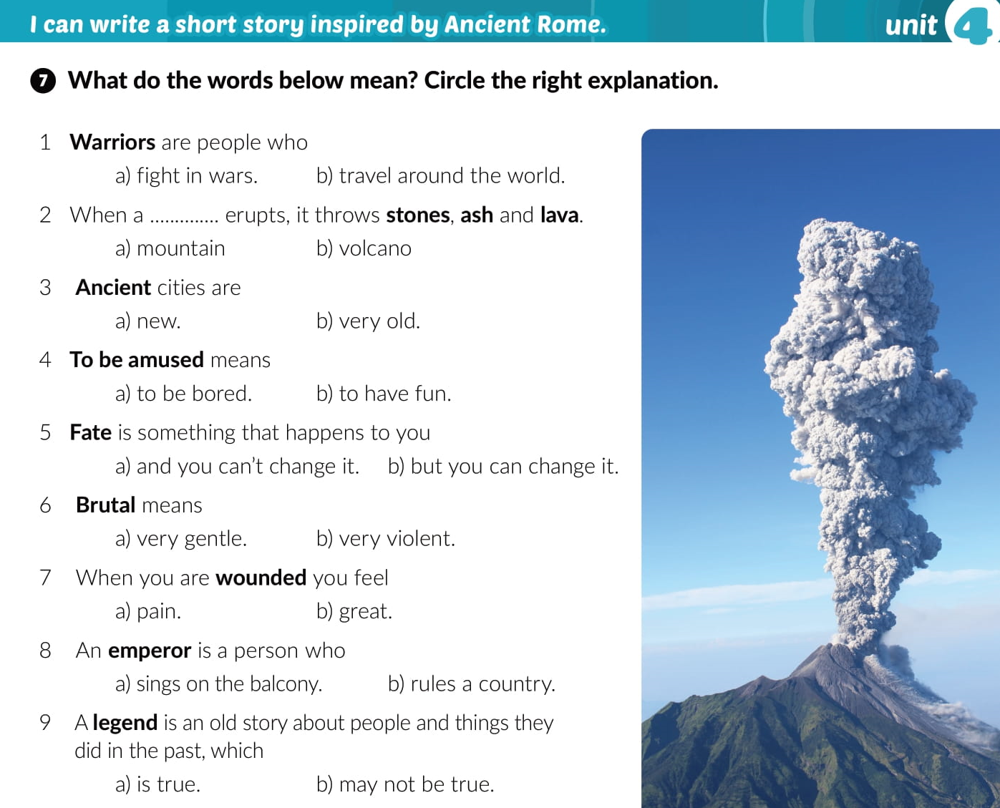 I can write a short story inspired by Ancient Rome.
unit 4
7 What do the words below mean? Circle the right explanation.
1 Warriors are people who
a) fight in wars. b) travel around the world.
2 When a .............. erupts, it throws stones, ash and lava.
a) mountain b) volcano
3 Ancient cities are
a) new. b) very old.
4 To be amused means
a) to be bored. b) to have fun.
5 Fate is something that happens to you
a) and you can't change it. b) but you can change it.
6 Brutal means
a) very gentle. b) very violent.
7 When you are wounded you feel
a) pain. b) great.
8 An emperor is a person who
a) sings on the balcony. b) rules a country.
9 A legend is an old story about people and things they
did in the past, which
a) is true. b) may not be true.